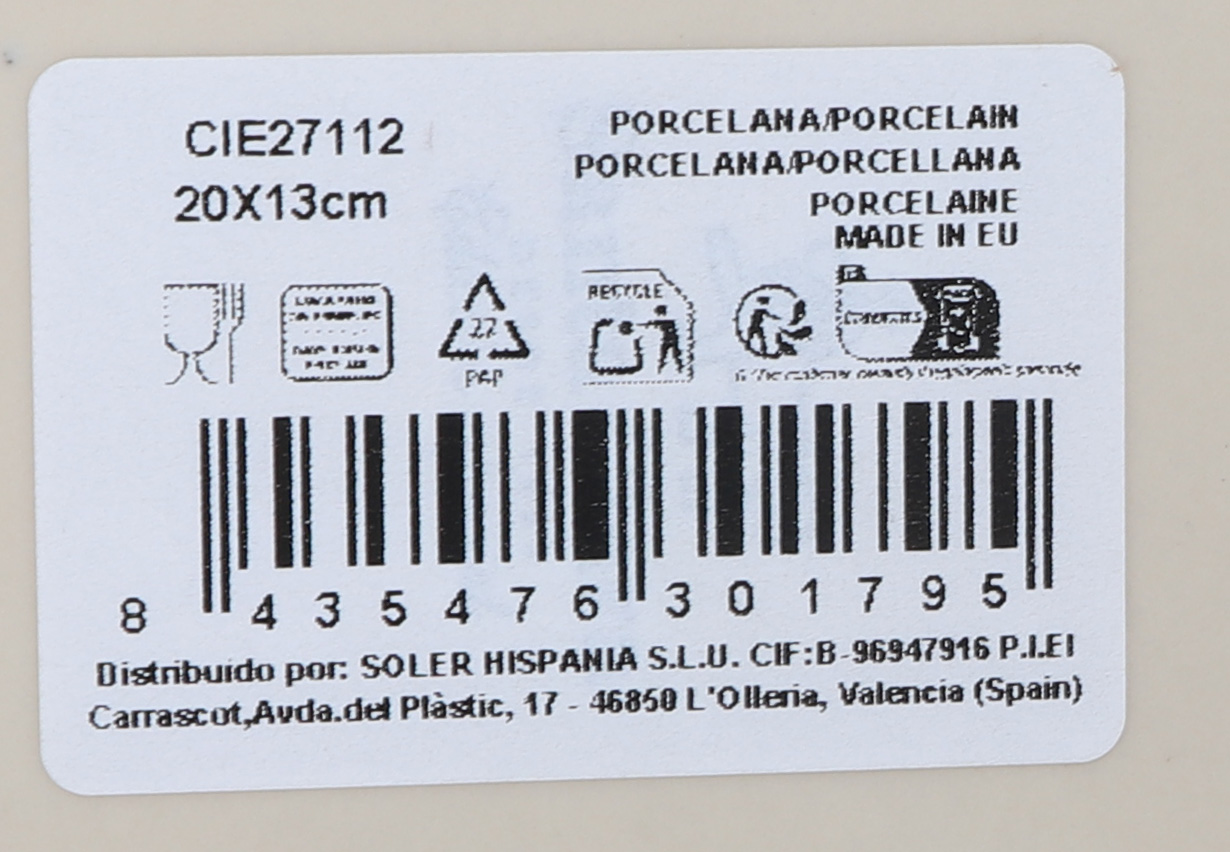 CIE27112
20X13cm
PORCELANA/PORCELAIN
PORCELANA/PORCELLANA
PORCELAINE
MADE IN EU
22
PAP
RECYCLE
8 435476 301795
Distribuido por: SOLER HISPANIA S.L.U. CIF:B-96947916 P.I.El
Carrascot,Avda.del Plàstic, 17 - 46850 L'Olleria, Valencia (Spain)